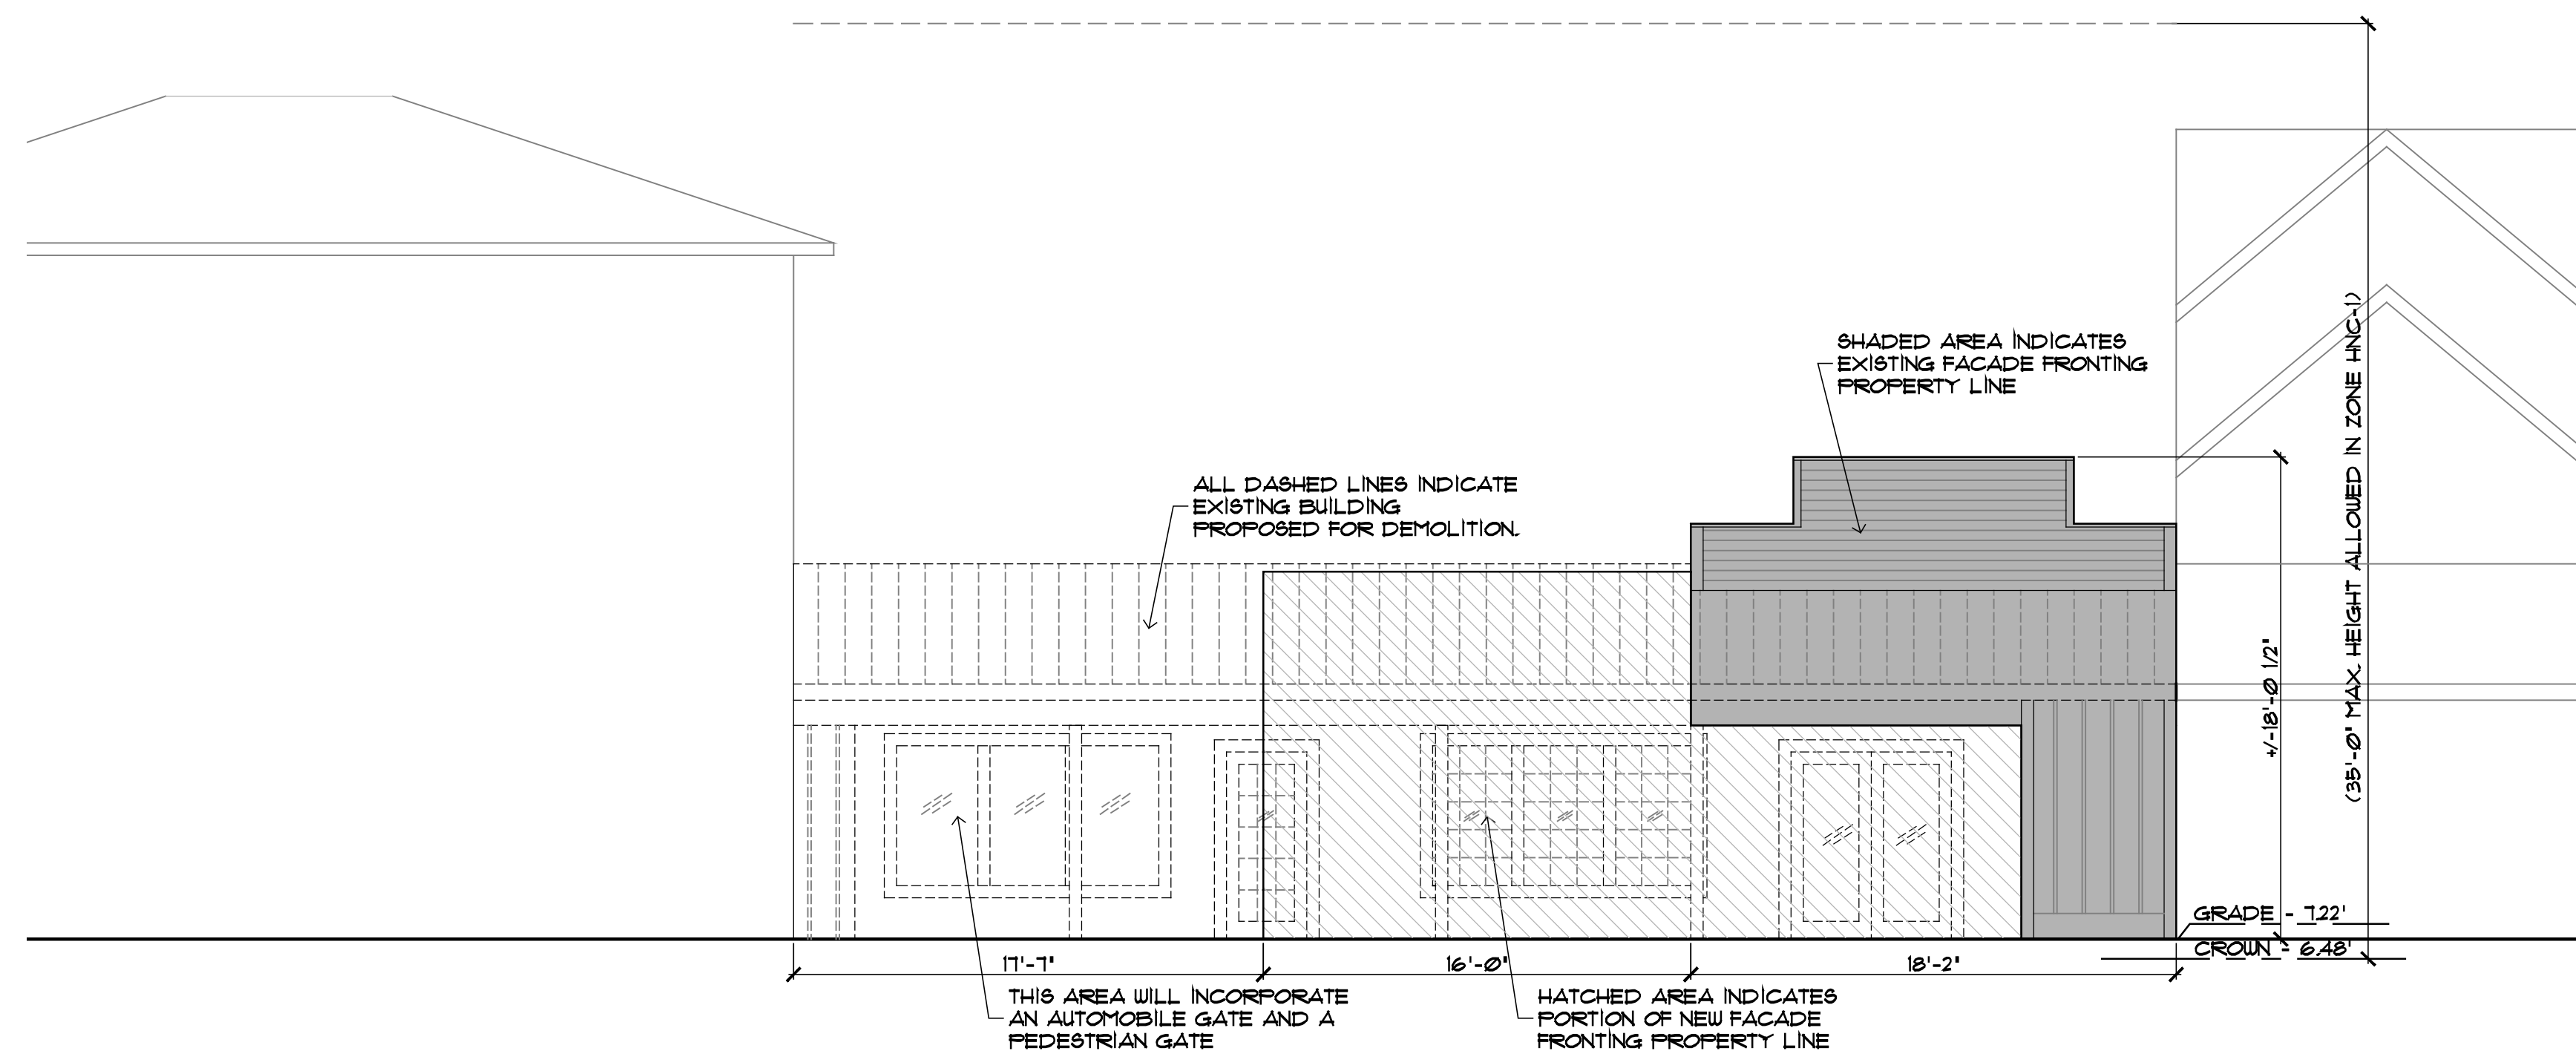 SHADED AREA INDICATES
EXISTING FACADE FRONTING
PROPERTY LINE
ALL DASHED LINES INDICATE
EXISTING BUILDING
PROPOSED FOR DEMOLITION.
(35'-0" MAX. HEIGHT ALLOWED IN ZONE HNC-1)
+/-18'-0 1/2"
GRADE - 7.22'
CROWN - 6.48'
17'-7"
16'-0"
18'-2"
THIS AREA WILL INCORPORATE
AN AUTOMOBILE GATE AND A
PEDESTRIAN GATE
HATCHED AREA INDICATES
PORTION OF NEW FACADE
FRONTING PROPERTY LINE